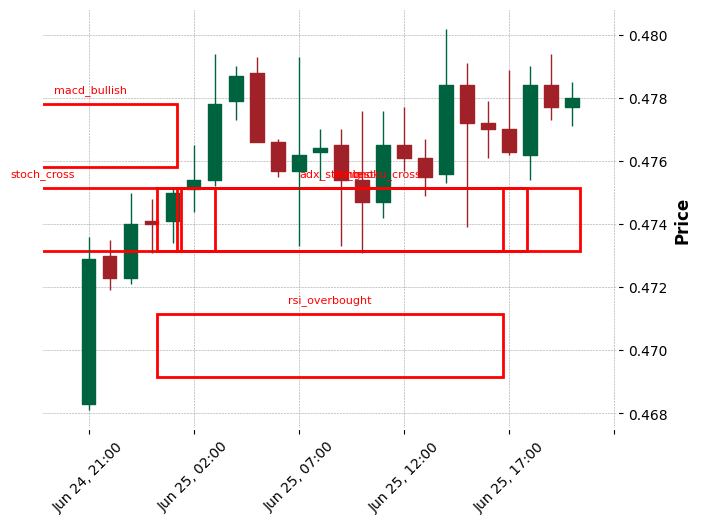 0.480
macd_bullish
0.478
0.476
stoch_cross
0.474
Price
0.472
rsi_overbought
0.470
0.468
Jun 24, 21:00
Jun 25, 02:00
Jun 25, 07:00
Jun 25, 12:00
Jun 25, 17:00